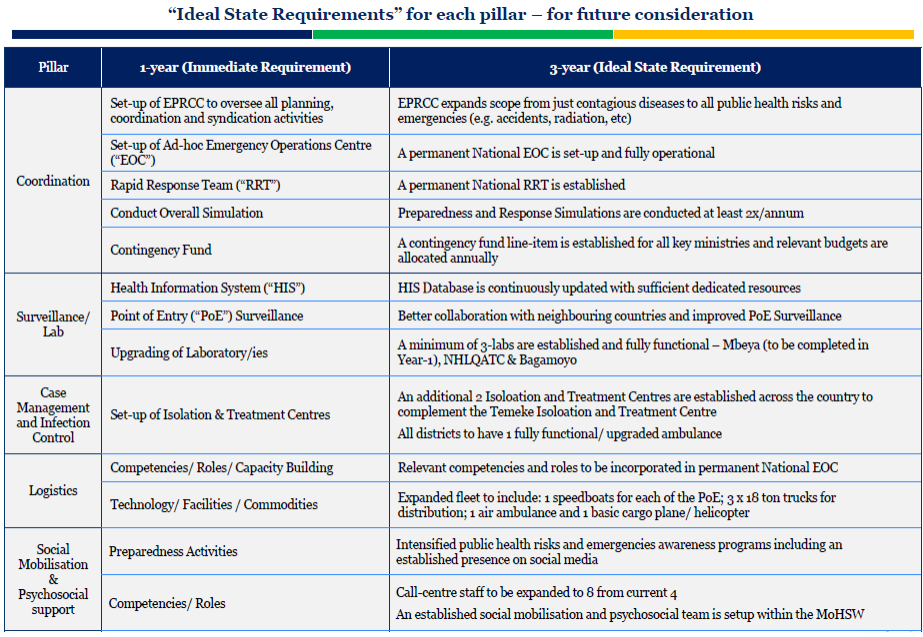 “Ideal State Requirements” for each pillar – for future consideration
Pillar
1-year (Immediate Requirement)
3-year (Ideal State Requirement)
Coordination
Set-up of EPRCC to oversee all planning,
coordination and syndication activities
EPRCC expands scope from just contagious diseases to all public health risks and
emergencies (e.g. accidents, radiation, etc)
Set-up of Ad-hoc Emergency Operations Centre
(“EOC”)
A permanent National EOC is set-up and fully operational
Rapid Response Team (“RRT”)
A permanent National RRT is established
Conduct Overall Simulation
Preparedness and Response Simulations are conducted at least 2x/annum
Contingency Fund
A contingency fund line-item is established for all key ministries and relevant budgets are
allocated annually
Surveillance/
Lab
Health Information System (“HIS”)
HIS Database is continuously updated with sufficient dedicated resources
Point of Entry (“PoE”) Surveillance
Better collaboration with neighbouring countries and improved PoE Surveillance
Upgrading of Laboratory/ies
A minimum of 3-labs are established and fully functional – Mbeya (to be completed in
Year-1), NHLQATC & Bagamoyo
Case
Management
and Infection
Control
Set-up of Isolation & Treatment Centres
An additional 2 Isoloation and Treatment Centres are established across the country to
complement the Temeke Isoloation and Treatment Centre
All districts to have 1 fully functional/ upgraded ambulance
Logistics
Competencies/ Roles/ Capacity Building
Relevant competencies and roles to be incorporated in permanent National EOC
Technology/ Facilities / Commodities
Expanded fleet to include: 1 speedboats for each of the PoE; 3 x 18 ton trucks for
distribution; 1 air ambulance and 1 basic cargo plane/ helicopter
Social
Mobilisation
&
Psychosocial
support
Preparedness Activities
Intensified public health risks and emergencies awareness programs including an
established presence on social media
Competencies/ Roles
Call-centre staff to be expanded to 8 from current 4
An established social mobilisation and psychosocial team is setup within the MoHSW